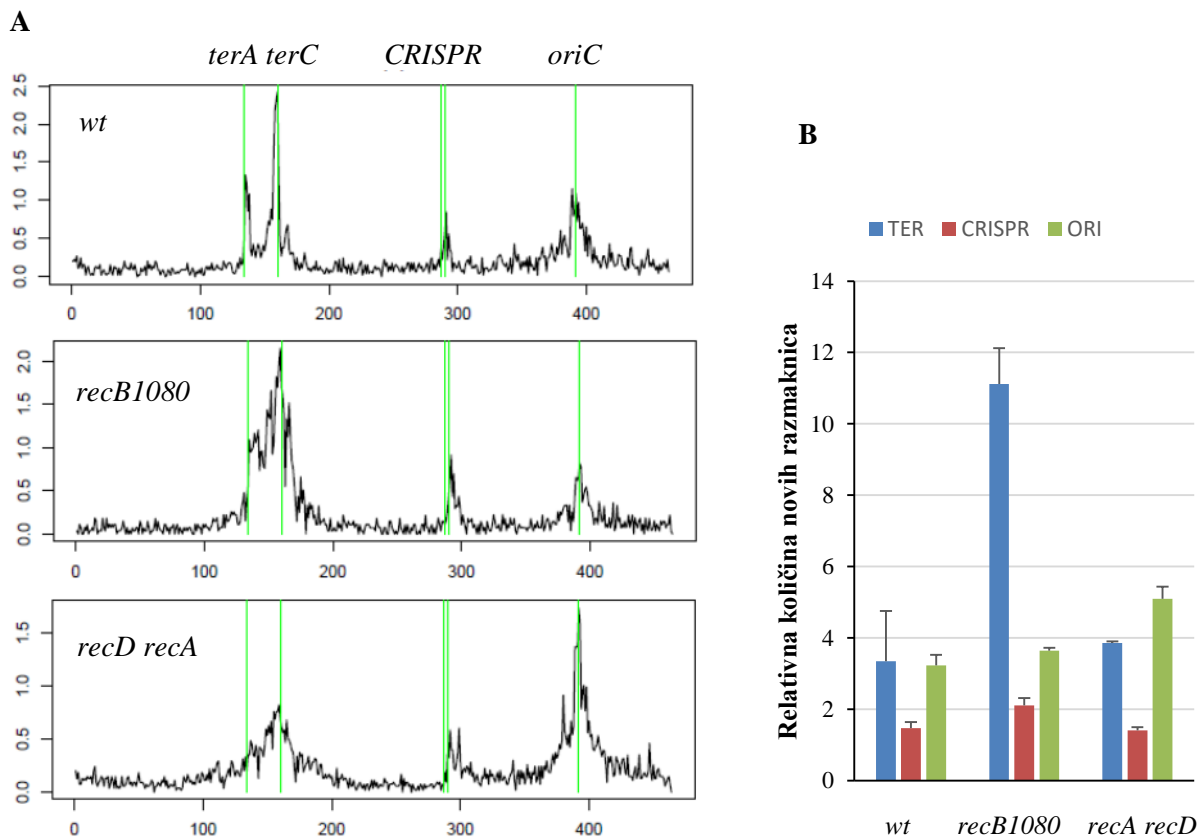 A
terA terC CRISPR oriC
2.5
2.0
1.5
1.0
0.5
0.0
wt
0 100 200 300 400
2.0
1.5
1.0
0.5
0.0
recB1080
0 100 200 300 400
1.5
1.0
0.5
0.0
recD recA
0 100 200 300 400
B
TER CRISPR ORI
Relativna količina novih razmaknica
14
12
10
8
6
4
2
0
wt recB1080 recA recD